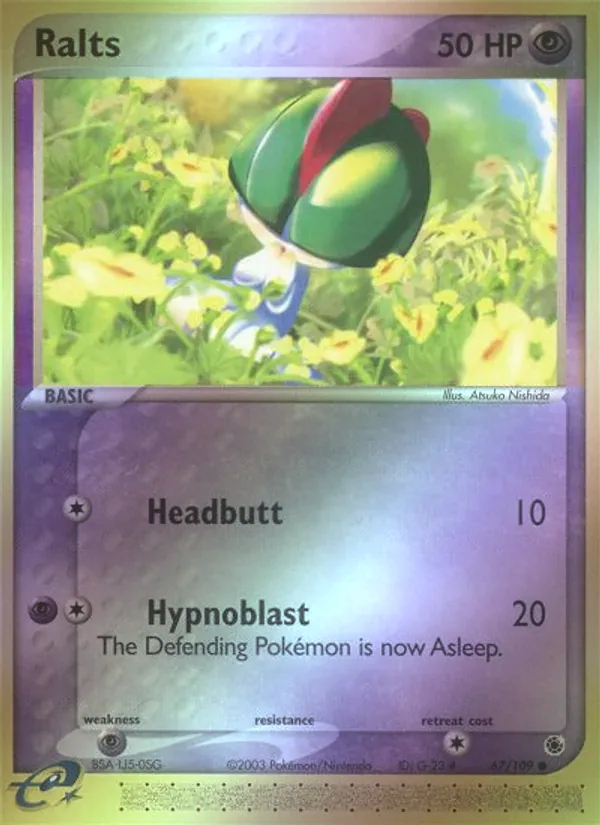 Ralts 50 HP
BASIC Illus. Atsuko Nishida
Headbutt 10
Hypnoblast 20
The Defending Pokémon is now Asleep.
weakness resistance retreat cost
©2003 Pokémon/Nintendo 67/109